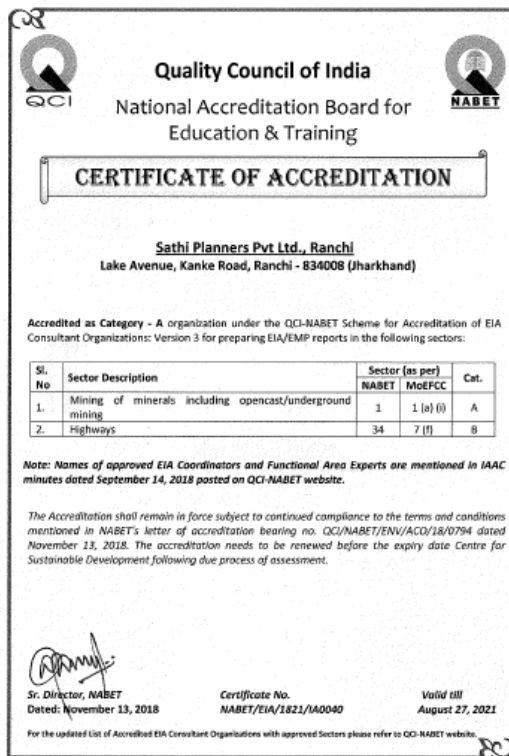 QCI
NABET
Quality Council of India
National Accreditation Board for
Education & Training
CERTIFICATE OF ACCREDITATION
Sathi Planners Pvt Ltd., Ranchi
Lake Avenue, Kanke Road, Ranchi - 834008 (Jharkhand)
Accredited as Category - A organization under the QCI-NABET Scheme for Accreditation of EIA
Consultant Organizations: Version 3 for preparing EIA/EMP reports in the following sectors:
Sl. No Sector Description Sector (as per) Cat.
NABET MoEFCC
1. Mining of minerals including opencast/underground
mining 1 1 (a) (i) A
2. Highways 34 7 (f) B
Note: Names of approved EIA Coordinators and Functional Area Experts are mentioned in IAAC
minutes dated September 14, 2018 posted on QCI-NABET website.
The Accreditation shall remain in force subject to continued compliance to the terms and conditions
mentioned in NABET's letter of accreditation bearing no. QCI/NABET/ENV/ACO/18/0794 dated
November 13, 2018. The accreditation needs to be renewed before the expiry date Centre for
Sustainable Development following due process of assessment.
Sr. Director, NABET Certificate No. Valid till
Dated: November 13, 2018 NABET/EIA/1821/IA0040 August 27, 2021
For the updated List of Accredited EIA Consultant Organizations with approved Sectors please refer to QCI-NABET website.